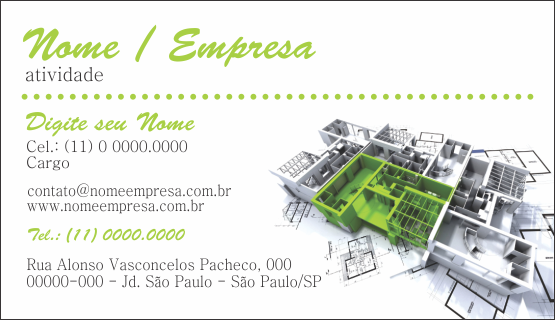 Nome / Empresa
atividade
Digite seu Nome
Cel.: (11) 0 0000.0000
Cargo
contato@nomeempresa.com.br
www.nomeempresa.com.br
Tel.: (11) 0000.0000
Rua Alonso Vasconcelos Pacheco, 000
00000-000 - Jd. São Paulo - São Paulo/SP